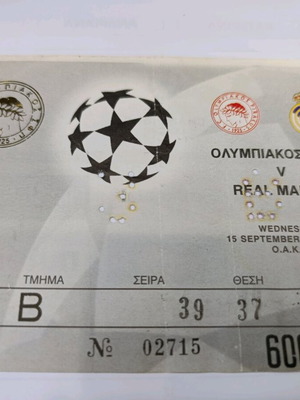 ΟΛΥΜΠΙΑΚΟΣ
V
REAL MA
WEDNES
15 SEPTEMBER
Ο.Α.Κ
ΤΜΗΜΑ ΣΕΙΡΑ ΘΕΣΗ
B 39 37
№ 02715 600